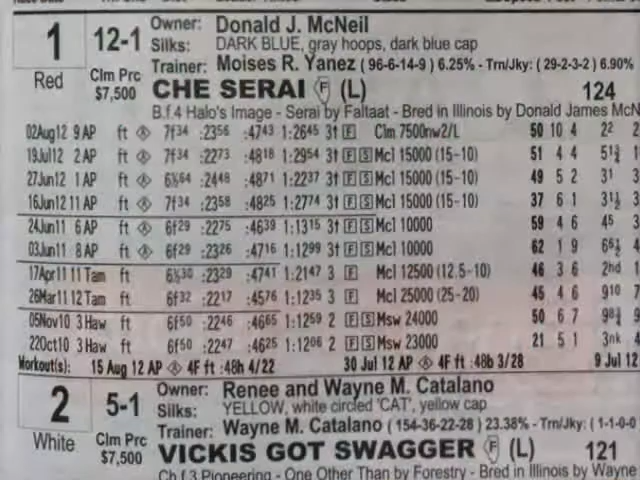 1 12-1 Owner: Donald J. McNeil
Silks: DARK BLUE, gray hoops, dark blue cap
Trainer: Moises R. Yanez ( 96-6-14-9 ) 6.25% - Trn/Jky: ( 29-2-3-2 ) 6.90%
Red Clm Prc $7,500 CHE SERAI F (L) 124
B.f.4 Halo's Image - Serai by Faltaat - Bred in Illinois by Donald James McN
02Aug12 9 AP ft A 7f34 :2356 :4743 1:2645 3t F Clm 7500nw2/L 50 10 4 2²
19Jul12 2 AP ft A 7f34 :2273 :4818 1:2954 3t F S Mcl 15000 (15-10) 51 4 4 5¹½ 1
27Jun12 1 AP ft A 6½64 :2448 :4871 1:2237 3t F S Mcl 15000 (15-10) 49 5 2 3¹ 3
16Jun12 11 AP ft A 7f34 :2358 :4825 1:2774 3t F S Mcl 15000 (15-10) 37 6 1 3¹½ 3
24Jun11 6 AP ft A 6f29 :2275 :4639 1:1315 3t F S Mcl 10000 59 4 6 4⁵
03Jun11 8 AP ft A 6f29 :2326 :4716 1:1299 3t F S Mcl 10000 62 1 9 6⁶½
17Apr11 11 Tam ft 6½30 :2329 :4741 1:2147 3 F Mcl 12500 (12.5-10) 46 3 6 2hd 1
26Mar11 12 Tam ft 6f32 :2217 :4576 1:1235 3 F Mcl 25000 (25-20) 45 4 6 9¹⁰ 7
05Nov10 3 Haw ft 6f50 :2246 :4665 1:1259 2 F S Msw 24000 50 6 7 9
22Oct10 3 Haw ft 6f50 :2247 :4625 1:1206 2 F S Msw 23000 21 5 1 3nk 4
Workout(s): 15 Aug 12 AP A 4F ft :48h 4/22 30 Jul 12 AP A 4F ft :48b 3/28 9 Jul 12
2 5-1 Owner: Renee and Wayne M. Catalano
Silks: YELLOW, white circled 'CAT', yellow cap
Trainer: Wayne M. Catalano ( 154-36-22-28 ) 23.38% - Trn/Jky: ( 1-1-0-0
White Clm Prc $7,500 VICKIS GOT SWAGGER F (L) 121
Ch.f.3 Pioneering - One Other Than by Forestry - Bred in Illinois by Wayne